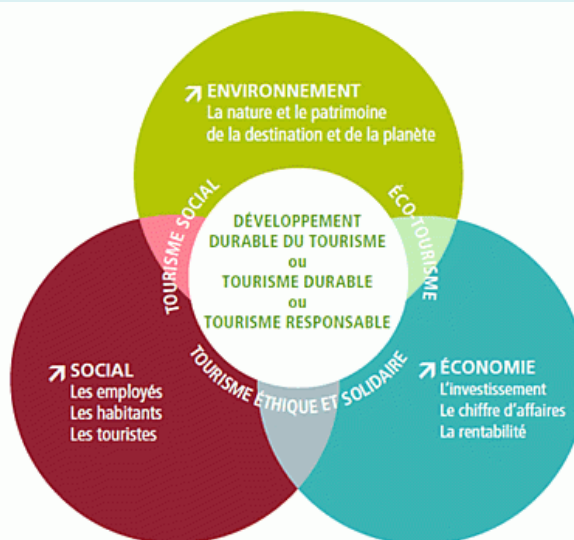 ENVIRONNEMENT
La nature et le patrimoine
de la destination et de la planète
TOURISME SOCIAL
ÉCO-TOURISME
DÉVELOPPEMENT
DURABLE DU TOURISME
ou
TOURISME DURABLE
ou
TOURISME RESPONSABLE
TOURISME ÉTHIQUE ET SOLIDAIRE
SOCIAL
Les employés
Les habitants
Les touristes
ÉCONOMIE
L'investissement
Le chiffre d'affaires
La rentabilité